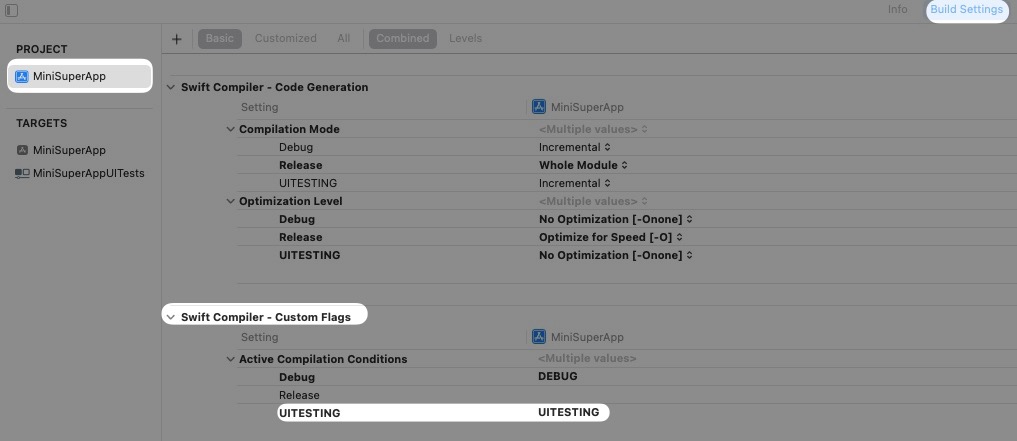 Info Build Settings
PROJECT
MiniSuperApp
TARGETS
MiniSuperApp
MiniSuperAppUITests
+ Basic Customized All Combined Levels
Swift Compiler - Code Generation
Setting MiniSuperApp
Compilation Mode <Multiple values>
Debug Incremental
Release Whole Module
UITESTING Incremental
Optimization Level <Multiple values>
Debug No Optimization [-Onone]
Release Optimize for Speed [-O]
UITESTING No Optimization [-Onone]
Swift Compiler - Custom Flags
Setting MiniSuperApp
Active Compilation Conditions <Multiple values>
Debug DEBUG
Release
UITESTING UITESTING